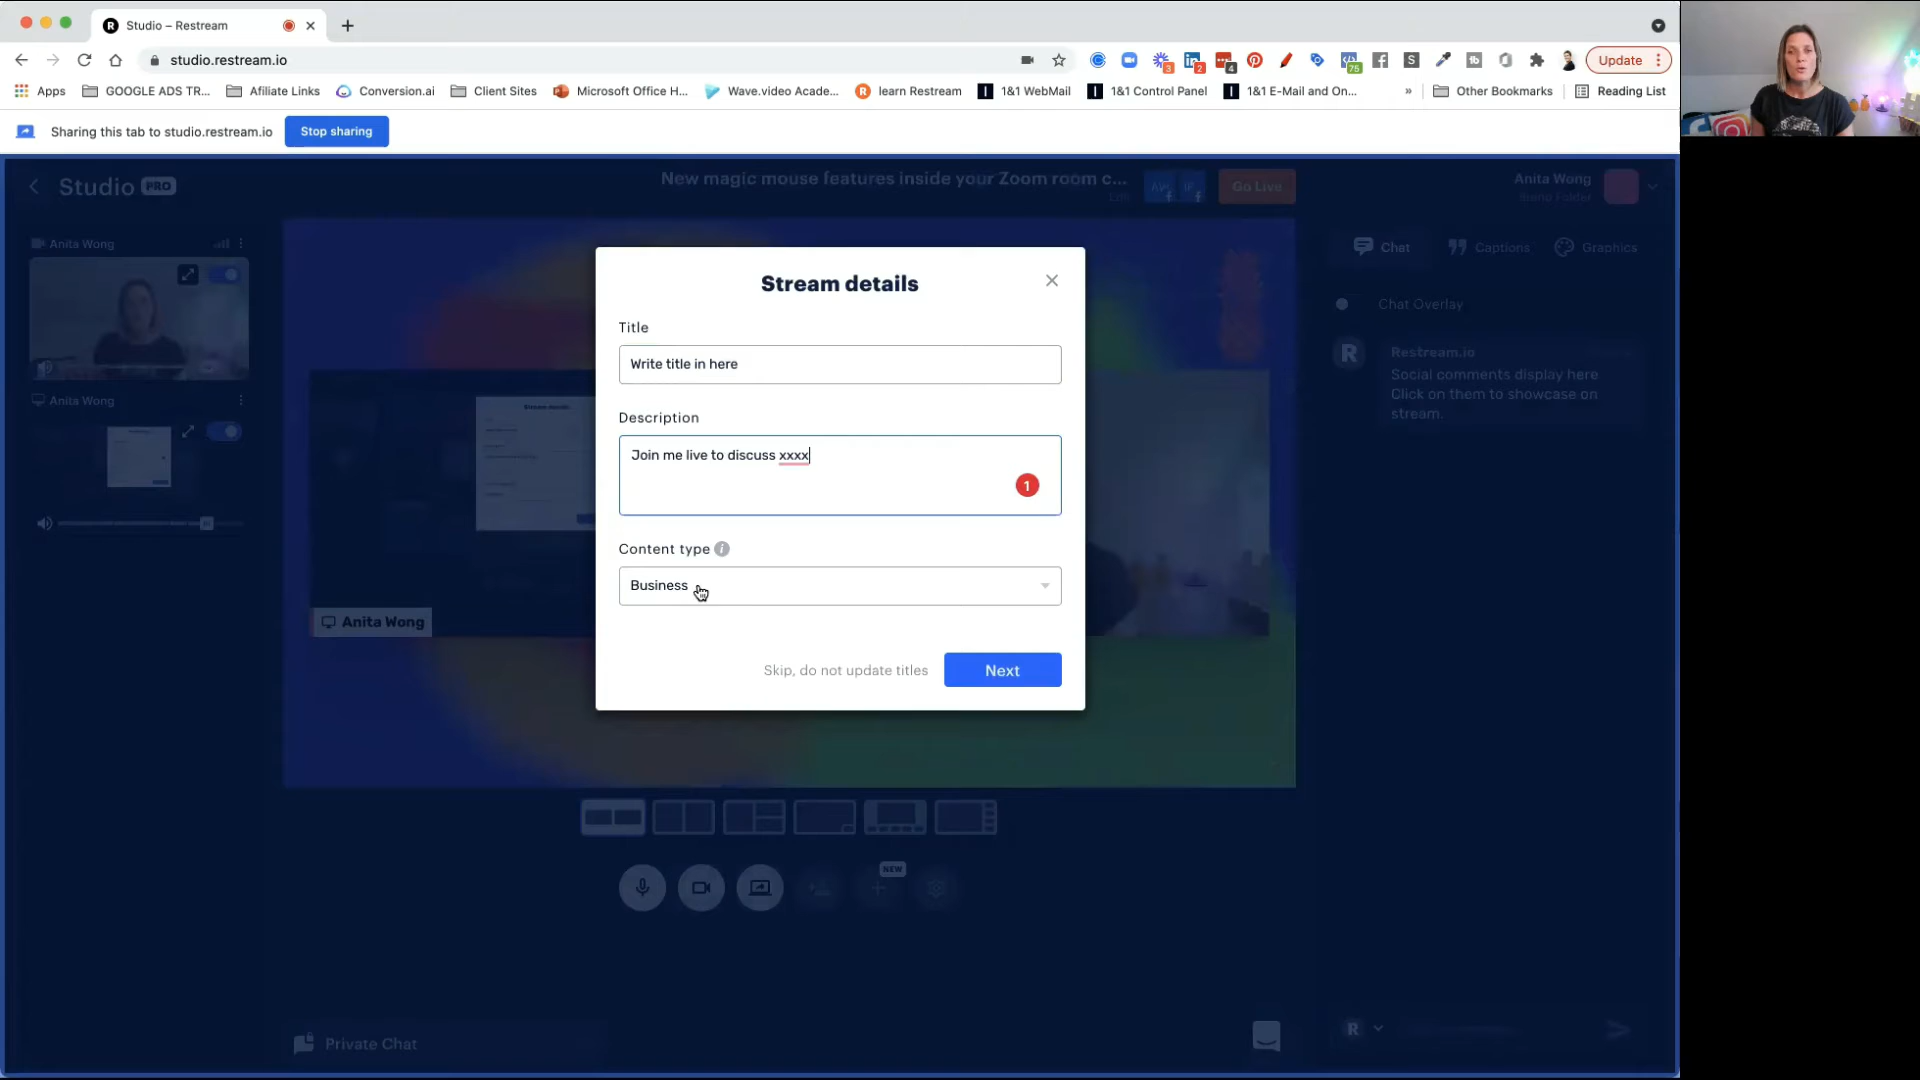 Studio – Restream
studio.restream.io
Update
Apps
GOOGLE ADS TR...
Afiliate Links
Conversion.ai
Client Sites
Microsoft Office H...
Wave.video Acade...
learn Restream
1&1 WebMail
1&1 Control Panel
1&1 E-Mail and On...
»
Other Bookmarks
Reading List
Sharing this tab to studio.restream.io
Stop sharing
Studio PRO
New magic mouse features inside your Zoom room c...
Edit
Go Live
Anita Wong
Anita Wong
Anita Wong
Chat
Captions
Graphics
Chat Overlay
Restream.io
Social comments display here
Click on them to showcase on
stream.
Stream details
Title
Write title in here
Description
Join me live to discuss xxxx
1
Content type
Business
Skip, do not update titles
Next
Anita Wong
NEW
Private Chat